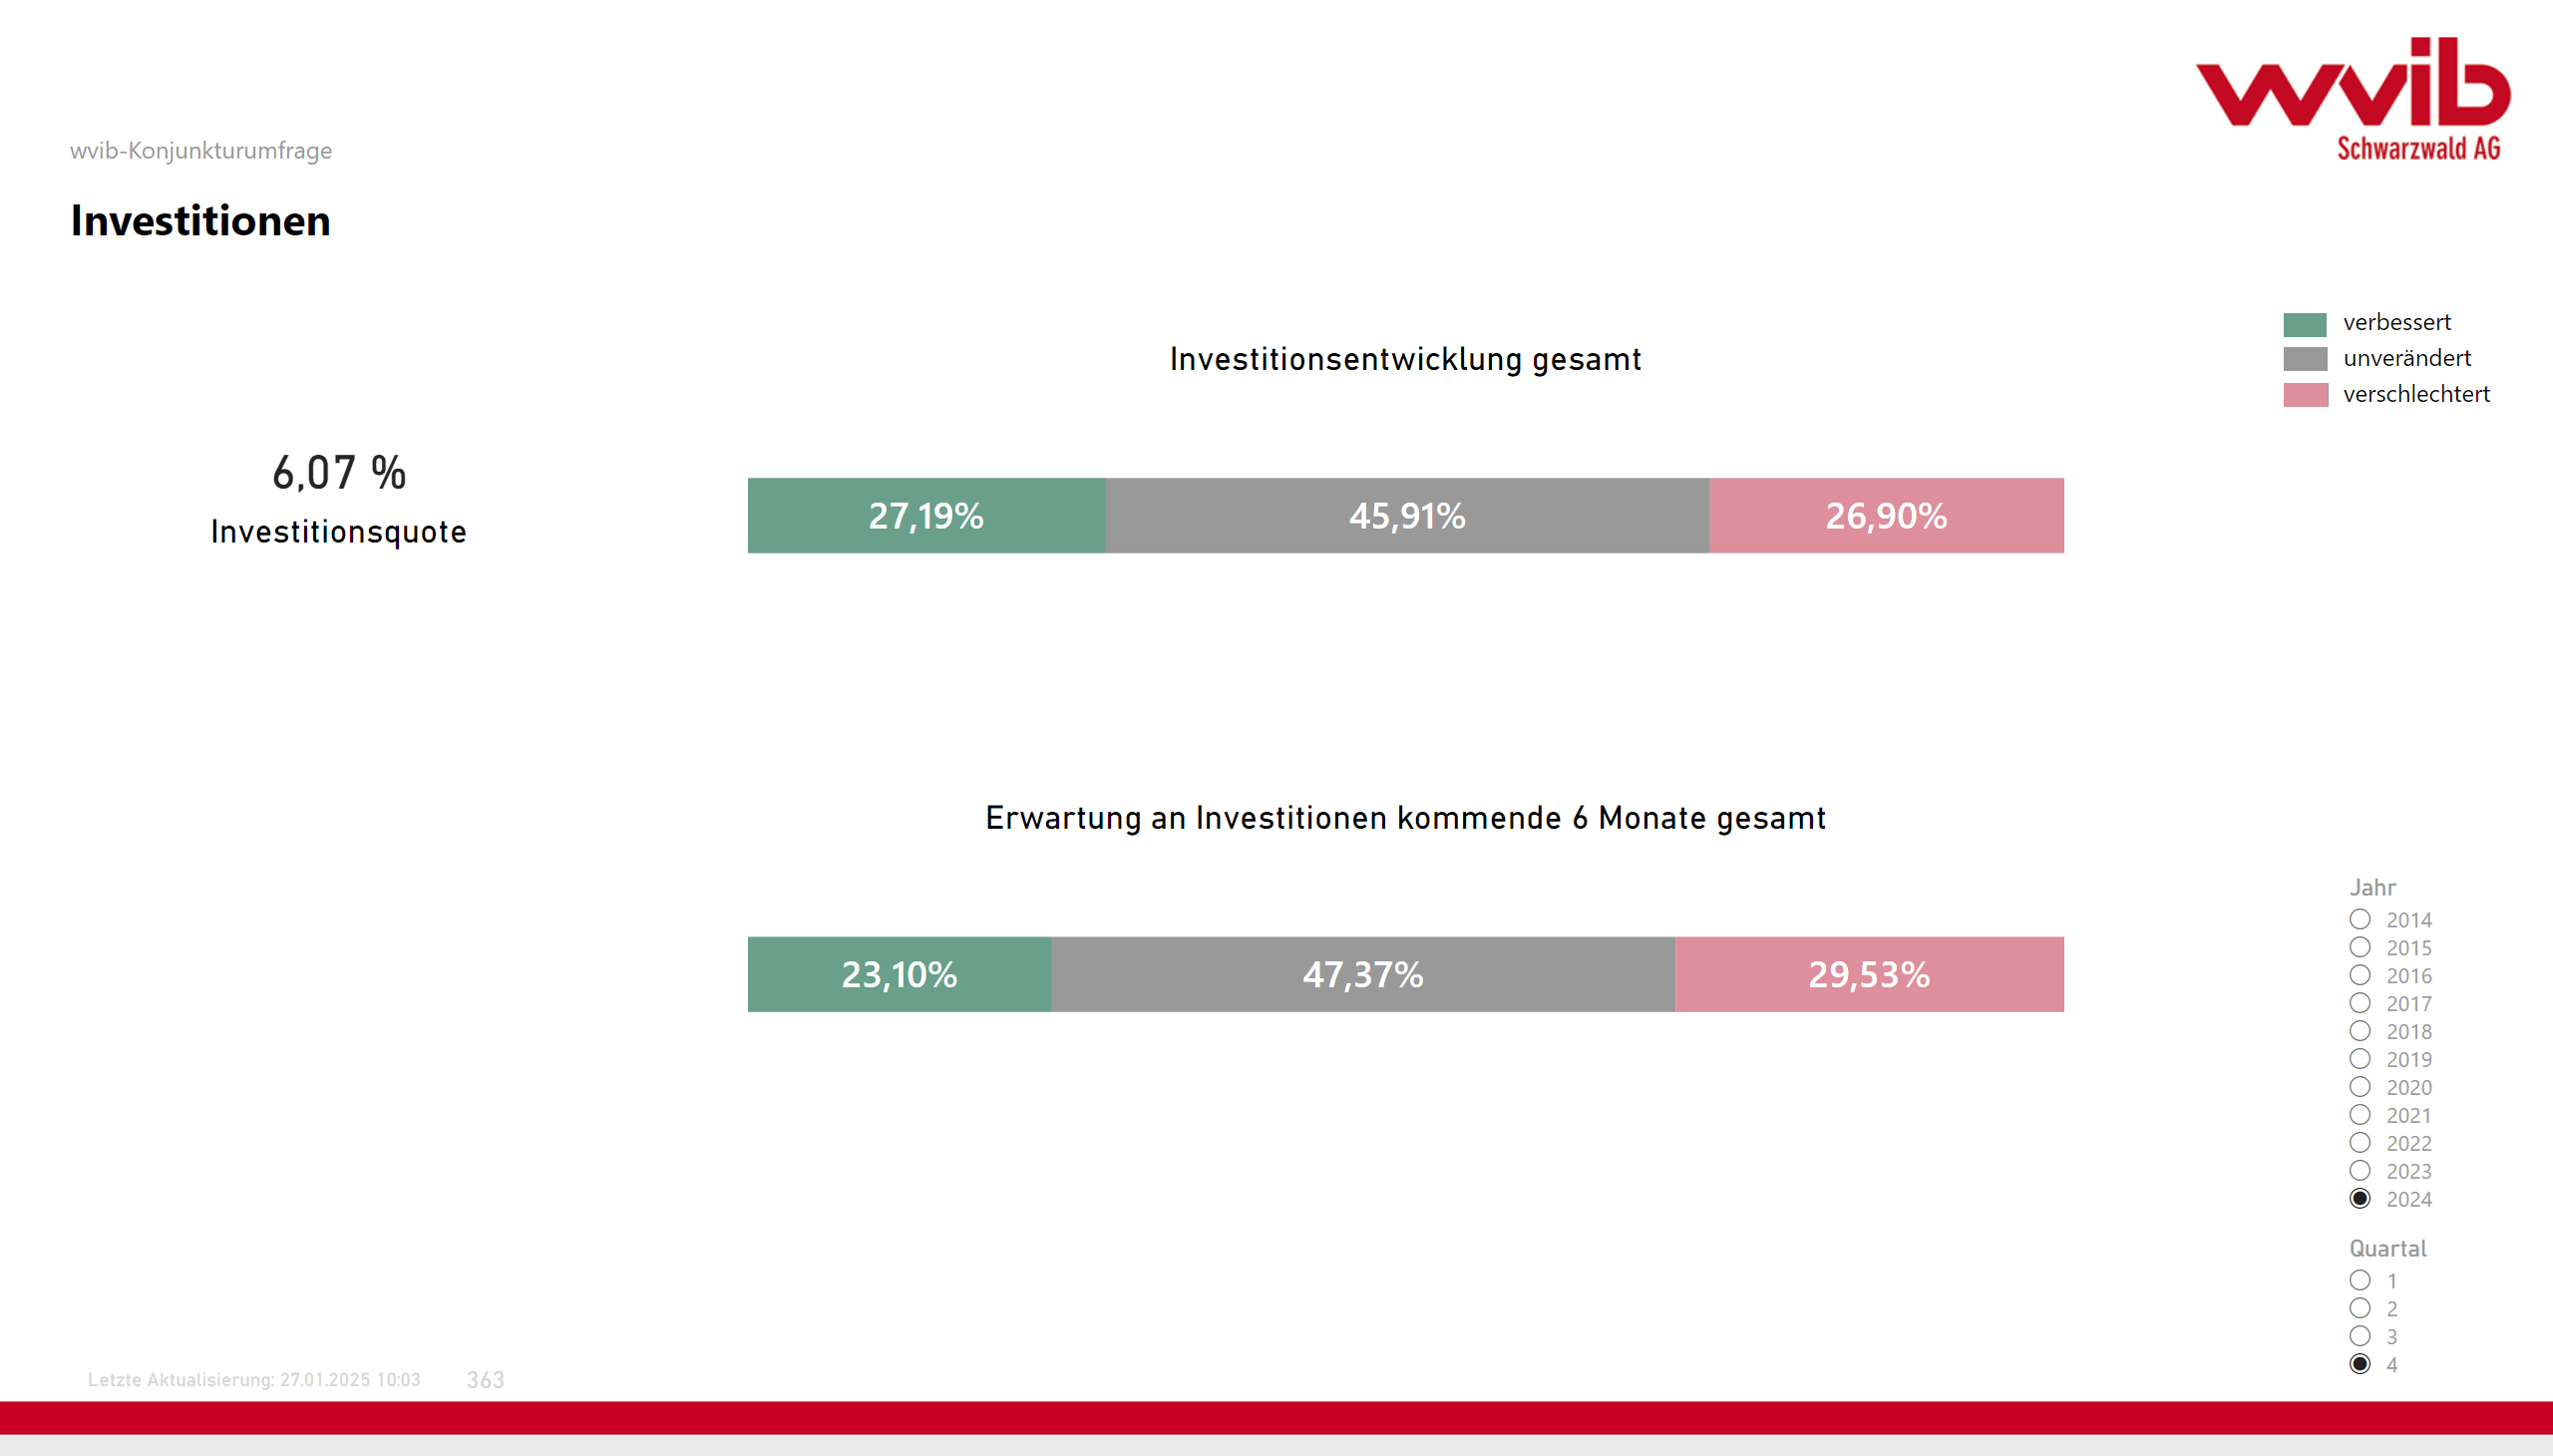 wvib
Schwarzwald AG
wvib-Konjunkturumfrage
Investitionen
verbessert
unverändert
verschlechtert
Investitionsentwicklung gesamt
6,07 %
Investitionsquote
27,19% 45,91% 26,90%
Erwartung an Investitionen kommende 6 Monate gesamt
23,10% 47,37% 29,53%
Jahr
2014
2015
2016
2017
2018
2019
2020
2021
2022
2023
2024
Quartal
1
2
3
4
Letzte Aktualisierung: 27.01.2025 10:03 363